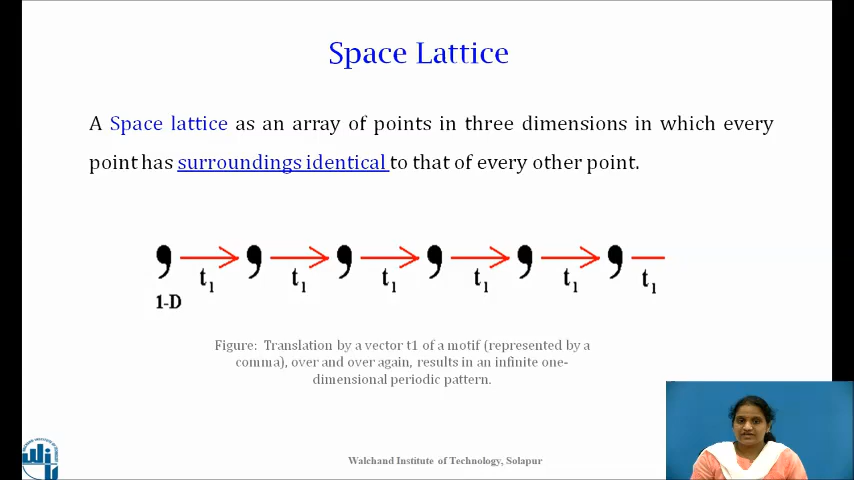 Space Lattice
A Space lattice as an array of points in three dimensions in which every
point has surroundings identical to that of every other point.
, , , , , ,
t1 t1 t1 t1 t1 t1
1-D
Figure: Translation by a vector t1 of a motif (represented by a
comma), over and over again, results in an infinite one-
dimensional periodic pattern.
Walchand Institute of Technology, Solapur